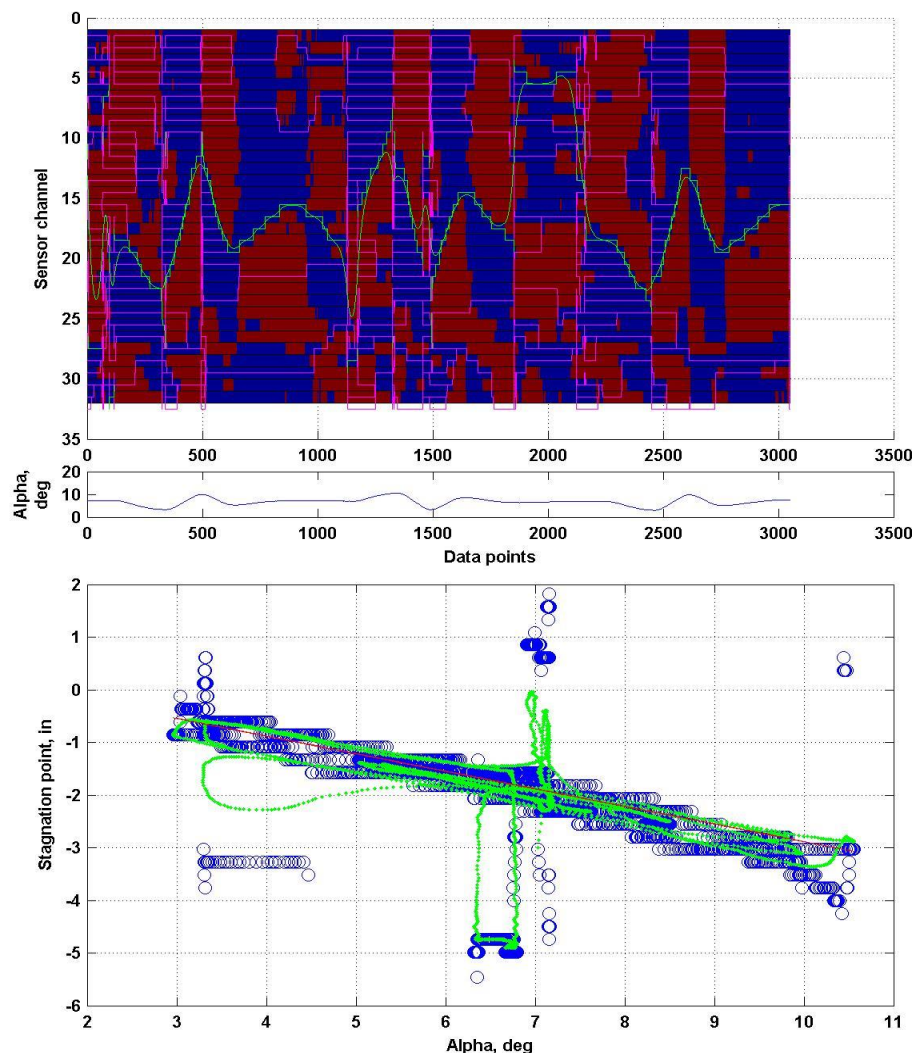 0
5
10
15
20
25
30
35
Sensor channel
0 500 1000 1500 2000 2500 3000 3500
20
10
0
Alpha,
deg
0 500 1000 1500 2000 2500 3000 3500
Data points
2
1
0
-1
-2
-3
-4
-5
-6
Stagnation point, in
2 3 4 5 6 7 8 9 10 11
Alpha, deg